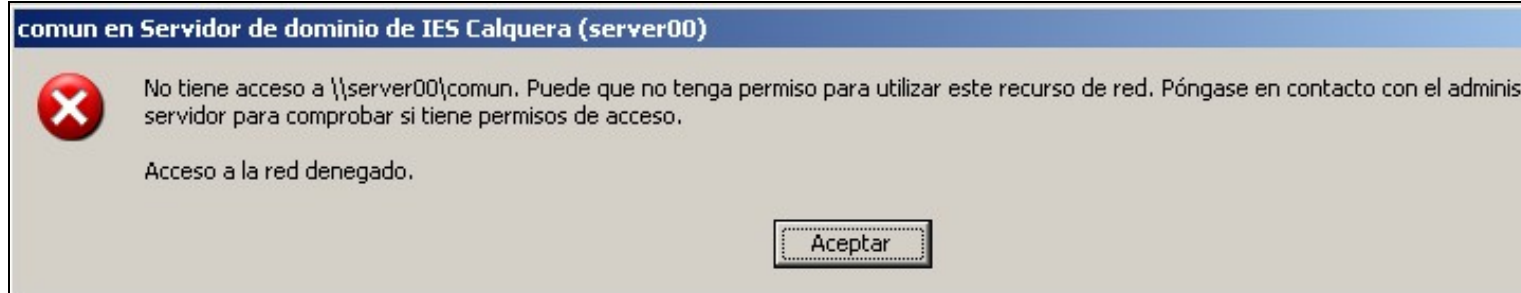 comun en Servidor de dominio de IES Calquera (server00)
No tiene acceso a \\server00\comun. Puede que no tenga permiso para utilizar este recurso de red. Póngase en contacto con el adminis
servidor para comprobar si tiene permisos de acceso.
Acceso a la red denegado.
Aceptar